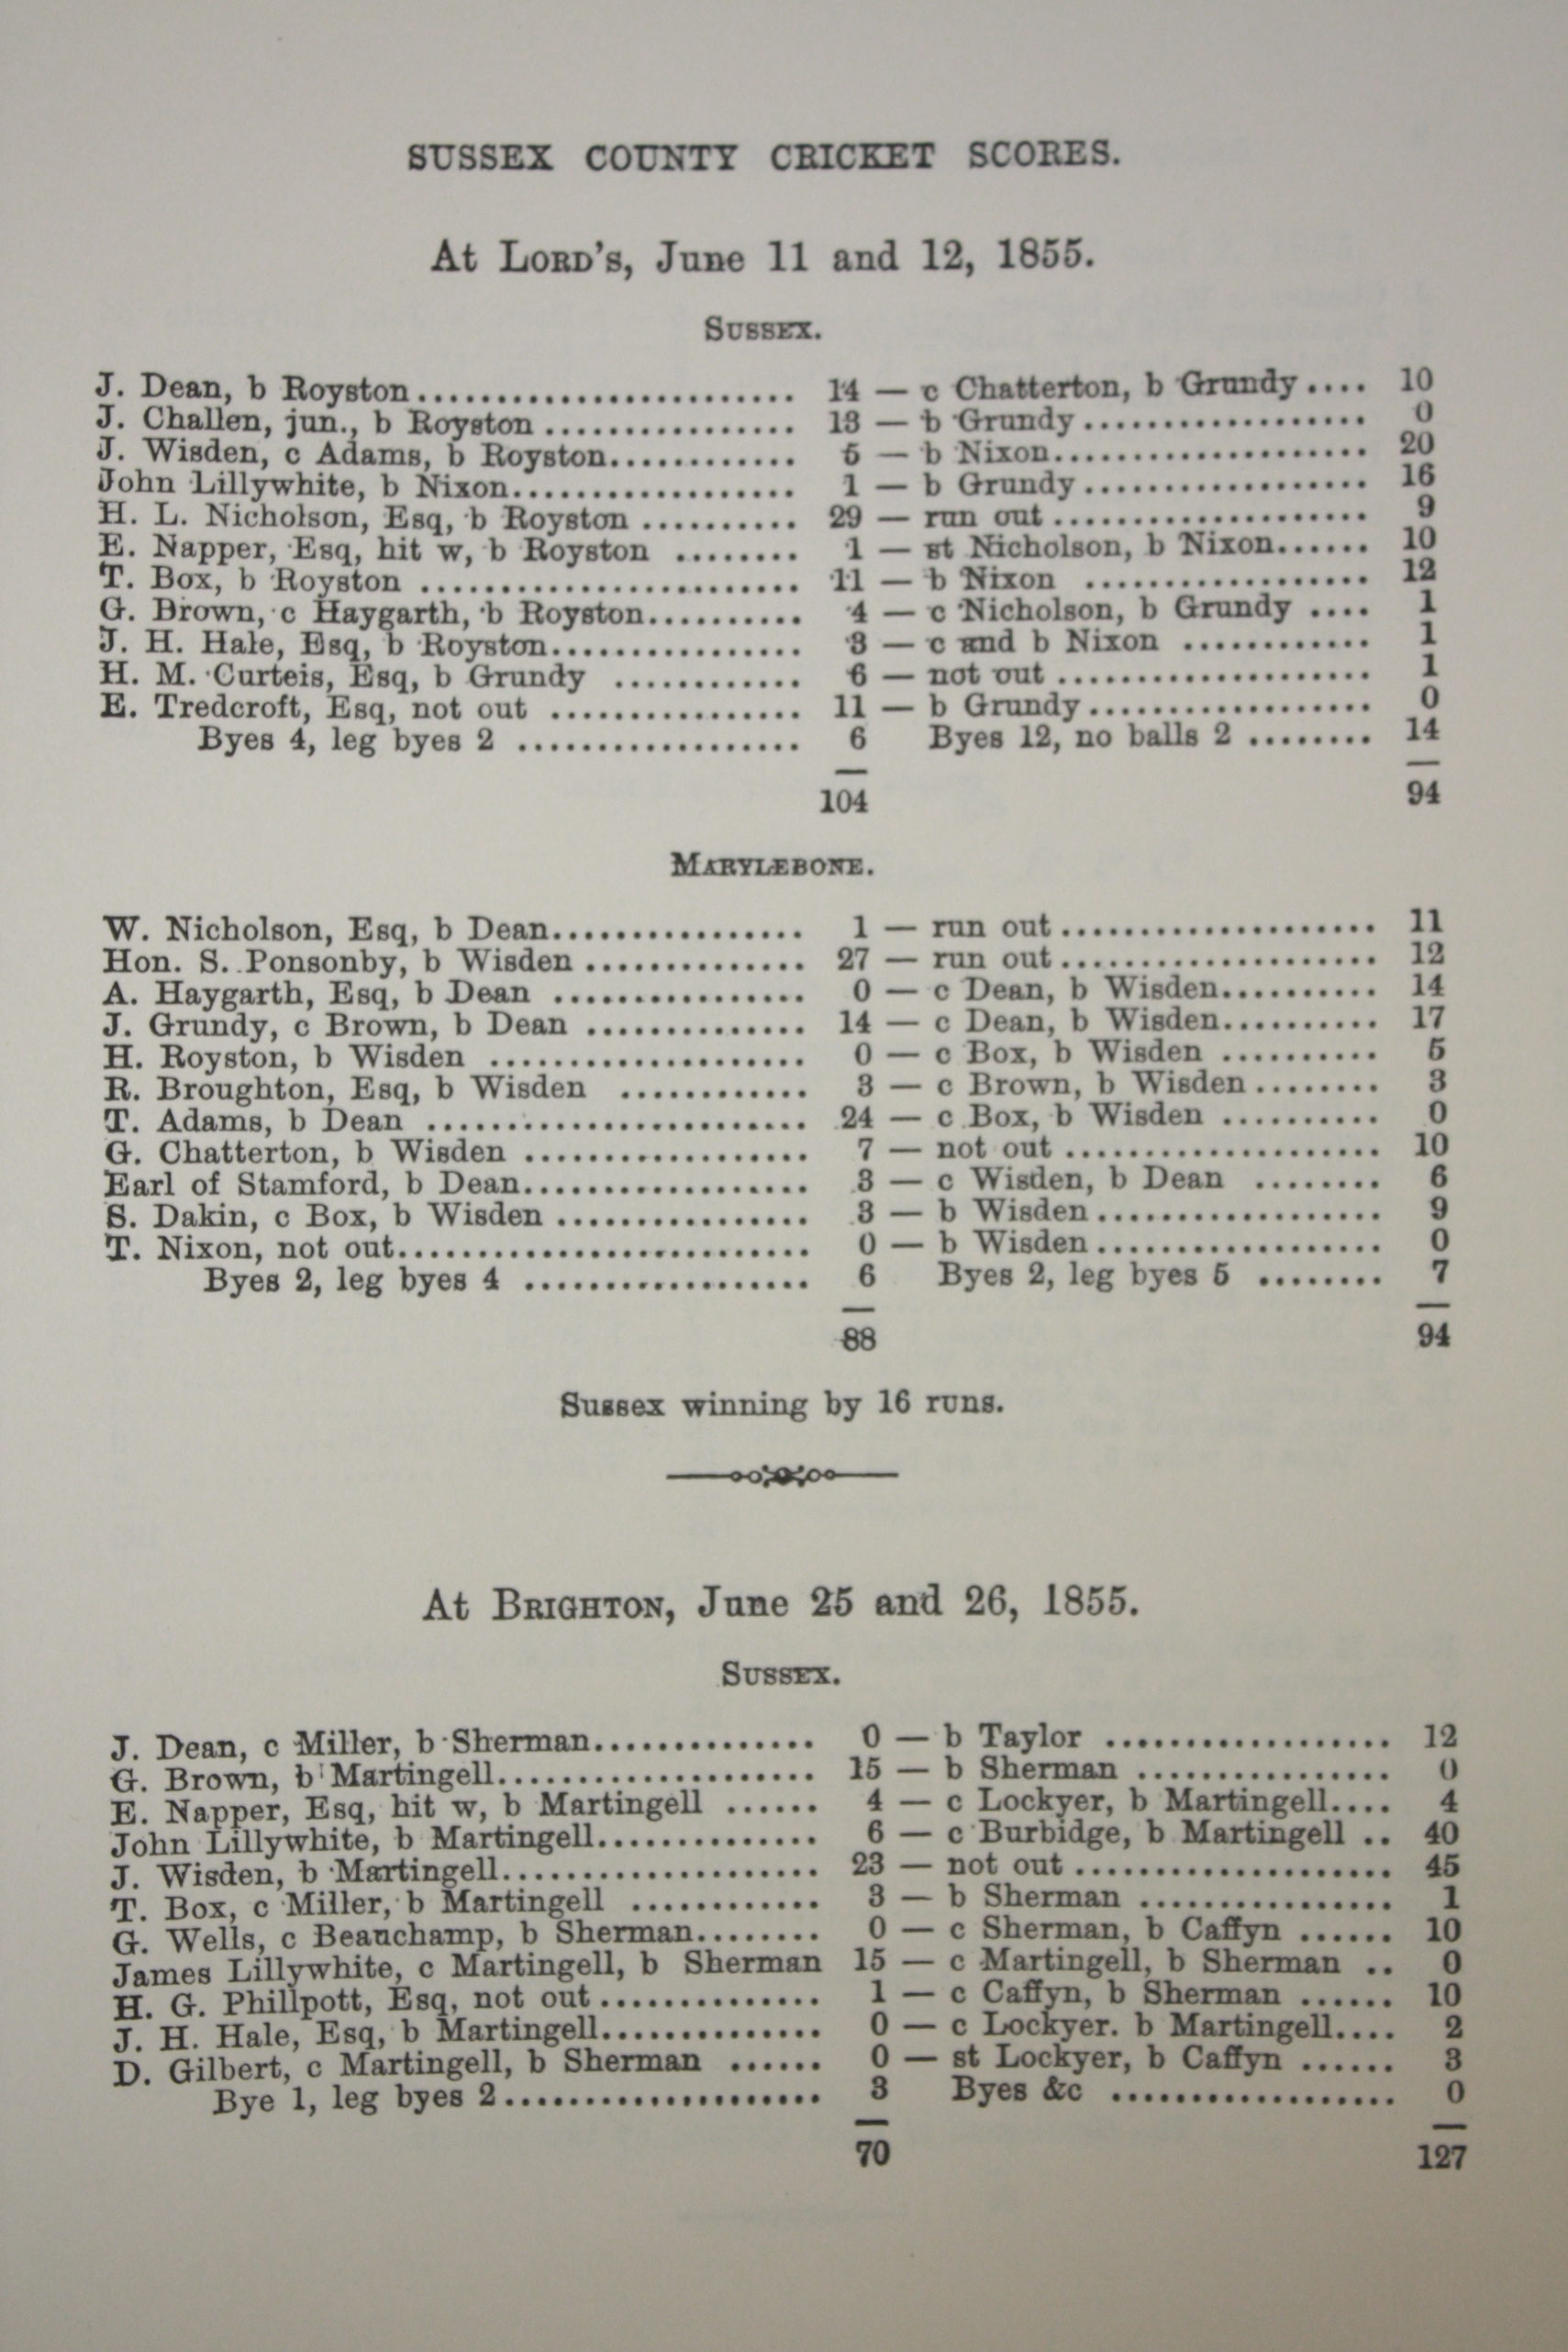 SUSSEX COUNTY CRICKET SCORES.
At LORD'S, June 11 and 12, 1855.
SUSSEX.
J. Dean, b Royston........................ 14 — c Chatterton, b Grundy .... 10
J. Challen, jun., b Royston ................ 13 — b Grundy .................. 0
J. Wisden, c Adams, b Royston............ 5 — b Nixon.................... 20
John Lillywhite, b Nixon.................. 1 — b Grundy .................. 16
H. L. Nicholson, Esq, b Royston .......... 29 — run out .................... 9
E. Napper, Esq, hit w, b Royston ........ 1 — st Nicholson, b Nixon...... 10
T. Box, b Royston ........................ 11 — b Nixon .................. 12
G. Brown, c Haygarth, b Royston.......... 4 — c Nicholson, b Grundy .... 1
J. H. Hale, Esq, b Royston................ 3 — c and b Nixon ............ 1
H. M. Curteis, Esq, b Grundy ............ 6 — not out .................... 1
E. Tredcroft, Esq, not out ................ 11 — b Grundy.................. 0
Byes 4, leg byes 2 .................. 6 Byes 12, no balls 2 ........ 14
104 94
MARYLEBONE.
W. Nicholson, Esq, b Dean................ 1 — run out .................... 11
Hon. S. Ponsonby, b Wisden .............. 27 — run out .................... 12
A. Haygarth, Esq, b Dean ................ 0 — c Dean, b Wisden.......... 14
J. Grundy, c Brown, b Dean .............. 14 — c Dean, b Wisden.......... 17
H. Royston, b Wisden .................... 0 — c Box, b Wisden .......... 5
R. Broughton, Esq, b Wisden ............ 3 — c Brown, b Wisden ........ 3
T. Adams, b Dean ........................ 24 — c Box, b Wisden .......... 0
G. Chatterton, b Wisden .................. 7 — not out .................... 10
Earl of Stamford, b Dean.................. 3 — c Wisden, b Dean ........ 6
S. Dakin, c Box, b Wisden ................ 3 — b Wisden.................. 9
T. Nixon, not out.......................... 0 — b Wisden.................. 0
Byes 2, leg byes 4 .................. 6 Byes 2, leg byes 5 ........ 7
88 94
Sussex winning by 16 runs.
At BRIGHTON, June 25 and 26, 1855.
SUSSEX.
J. Dean, c Miller, b Sherman.............. 0 — b Taylor .................. 12
G. Brown, b Martingell.................... 15 — b Sherman ................ 0
E. Napper, Esq, hit w, b Martingell ...... 4 — c Lockyer, b Martingell.... 4
John Lillywhite, b Martingell.............. 6 — c Burbidge, b Martingell .. 40
J. Wisden, b Martingell.................... 23 — not out .................... 45
T. Box, c Miller, b Martingell ............ 3 — b Sherman ................ 1
G. Wells, c Beauchamp, b Sherman........ 0 — c Sherman, b Caffyn ...... 10
James Lillywhite, c Martingell, b Sherman 15 — c Martingell, b Sherman .. 0
H. G. Phillpott, Esq, not out .............. 1 — c Caffyn, b Sherman ...... 10
J. H. Hale, Esq, b Martingell.............. 0 — c Lockyer. b Martingell.... 2
D. Gilbert, c Martingell, b Sherman ...... 0 — st Lockyer, b Caffyn ...... 3
Bye 1, leg byes 2.................... 3 Byes &c .................. 0
70 127